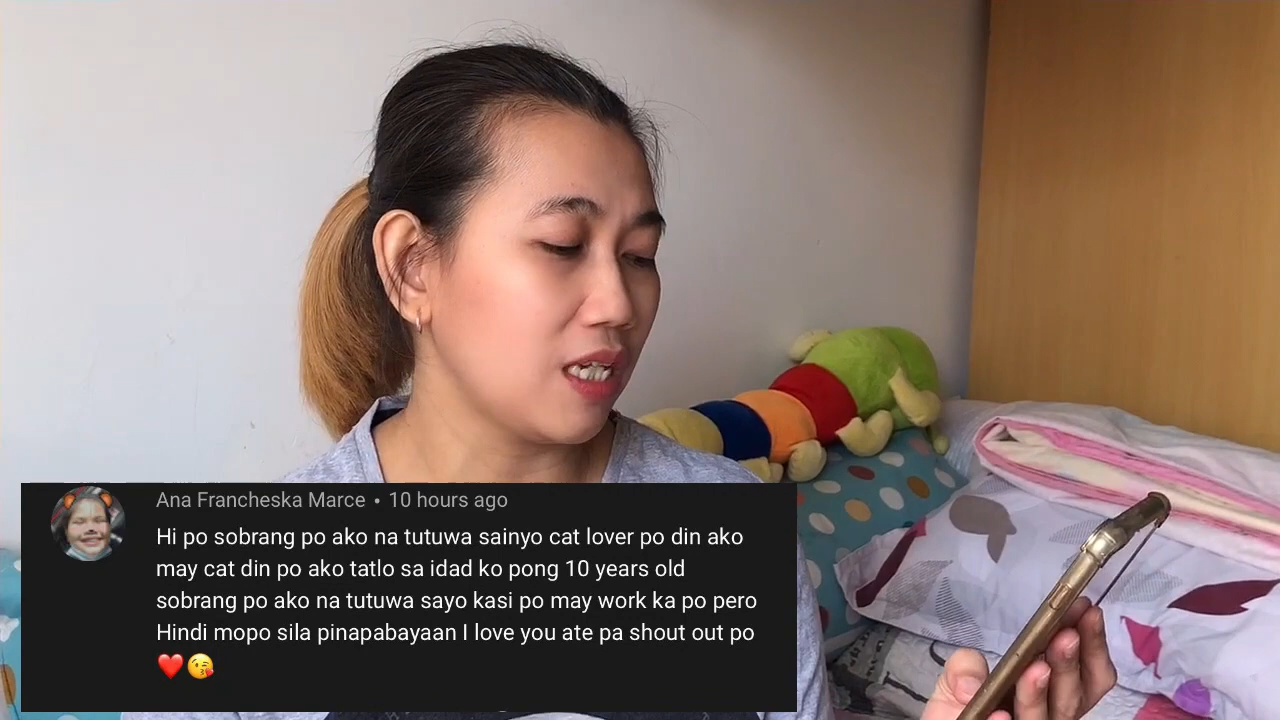 Ana Francheska Marce • 10 hours ago
Hi po sobrang po ako na tutuwa sainyo cat lover po din ako
may cat din po ako tatlo sa idad ko pong 10 years old
sobrang po ako na tutuwa sayo kasi po may work ka po pero
Hindi mopo sila pinapabayaan I love you ate pa shout out po
❤️😘